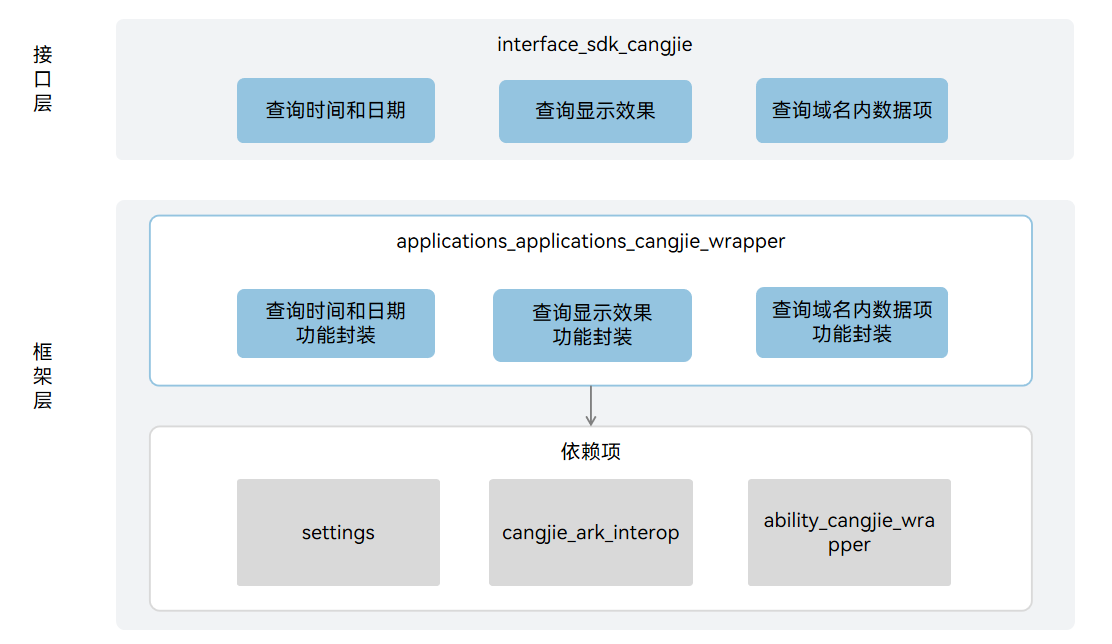 接口层
interface_sdk_cangjie
查询时间和日期
查询显示效果
查询域名内数据项
框架层
applications_applications_cangjie_wrapper
查询时间和日期
功能封装
查询显示效果
功能封装
查询域名内数据项
功能封装
依赖项
settings
cangjie_ark_interop
ability_cangjie_wra
pper